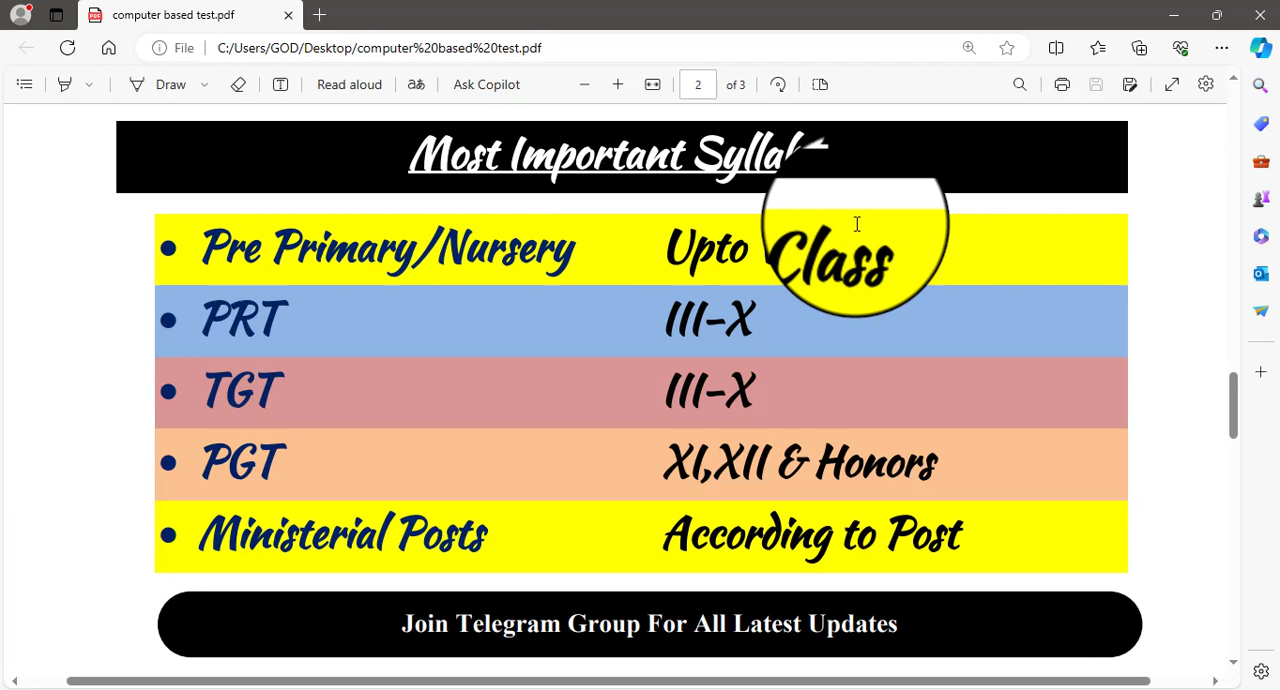 computer based test.pdf
File
C:/Users/GOD/Desktop/computer%20based%20test.pdf
Draw
Read aloud
aあ
Ask Copilot
2 of 3
Most Important
Pre Primary/Nursery Upto Class
PRT III-X
TGT III-X
PGT XI,XII & Honors
Ministerial Posts According to Post
Join Telegram Group For All Latest Updates